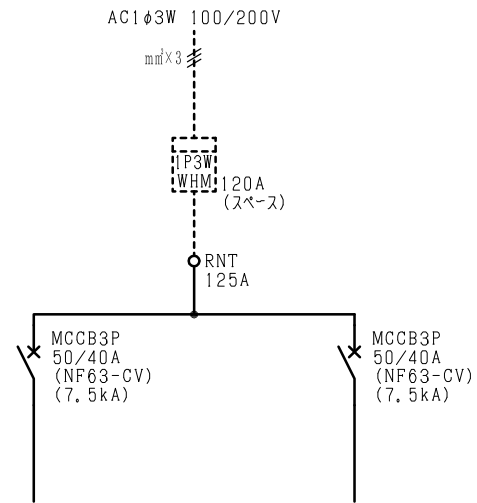 AC1φ3W 100/200V
mm²×3
1P3W
WHM
120A
(スペース)
RNT
125A
MCCB3P
50/40A
(NF63-CV)
(7.5kA)
MCCB3P
50/40A
(NF63-CV)
(7.5kA)